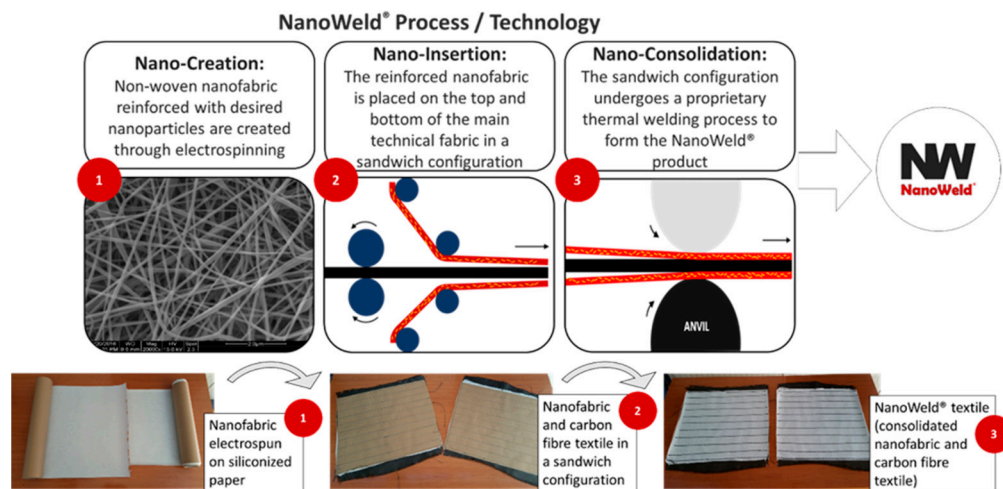 NanoWeld® Process / Technology
Nano-Creation:
Non-woven nanofabric
reinforced with desired
nanoparticles are created
through electrospinning
Nano-Insertion:
The reinforced nanofabric
is placed on the top and
bottom of the main
technical fabric in a
sandwich configuration
Nano-Consolidation:
The sandwich configuration
undergoes a proprietary
thermal welding process to
form the NanoWeld®
product
NW
NanoWeld®
1
2
3
ANVIL
Nanofabric
electrospun
on siliconized
paper
1
Nanofabric
and carbon
fibre textile in
a sandwich
configuration
2
NanoWeld® textile
(consolidated
nanofabric and
carbon fibre
textile)
3